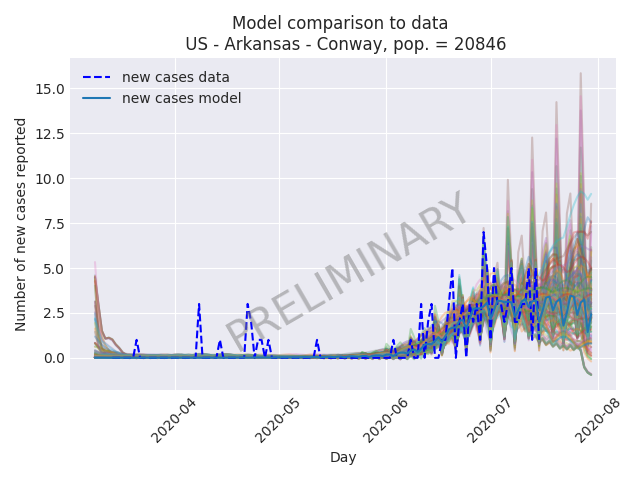 Model comparison to data
US - Arkansas - Conway, pop. = 20846
new cases data
new cases model
PRELIMINARY
Number of new cases reported
15.0
12.5
10.0
7.5
5.0
2.5
0.0
2020-04
2020-05
2020-06
2020-07
2020-08
Day